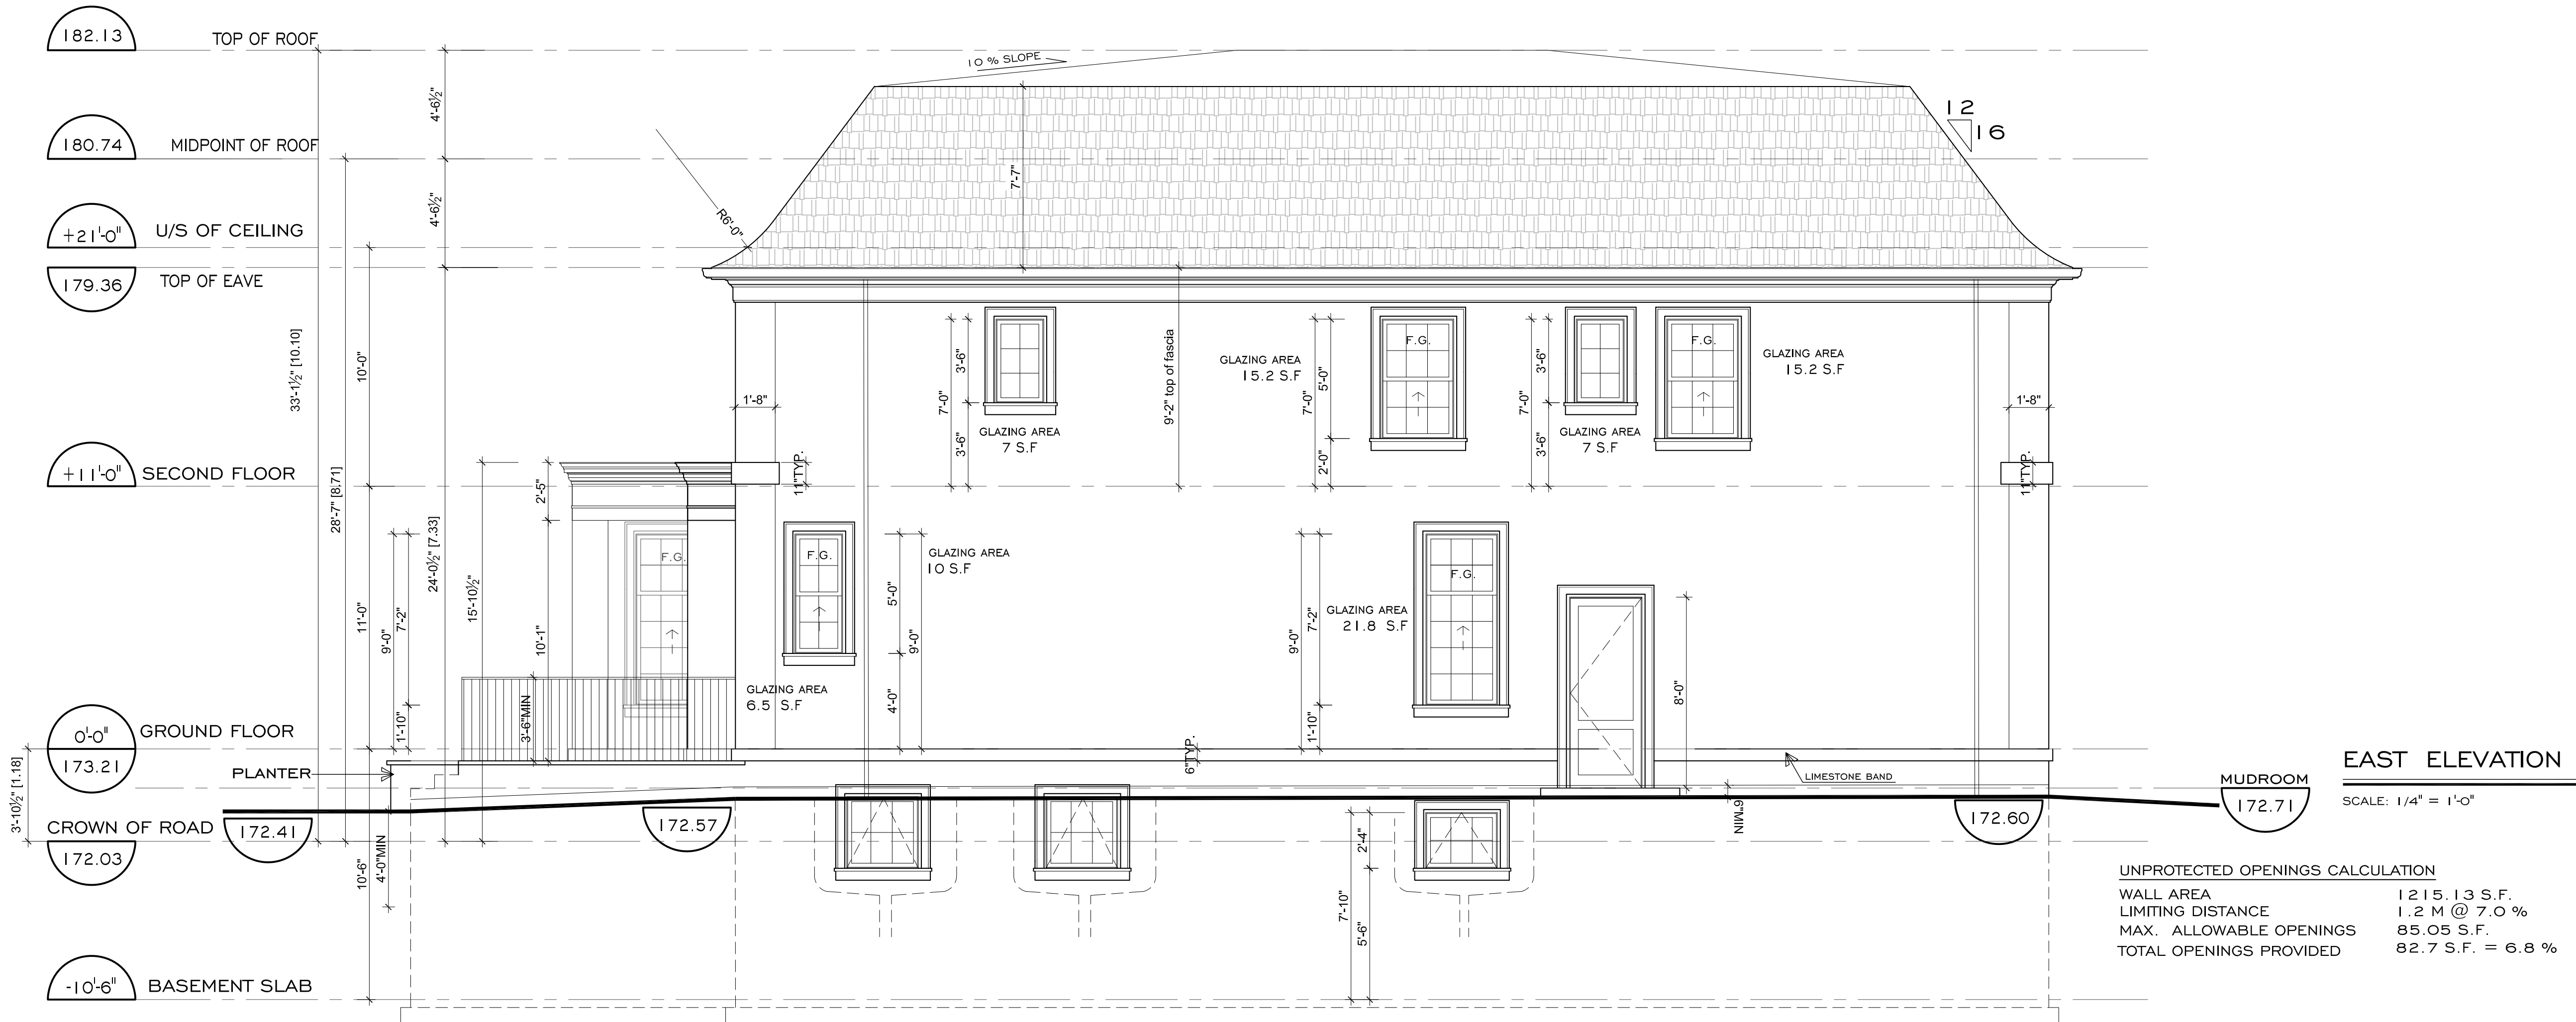 182.13 TOP OF ROOF
180.74 MIDPOINT OF ROOF
+21'-0" U/S OF CEILING
179.36 TOP OF EAVE
+11'-0" SECOND FLOOR
0'-0" GROUND FLOOR
173.21
PLANTER
CROWN OF ROAD
172.03
172.41
-10'-6" BASEMENT SLAB
3'-10½" [1.18]
33'-1½" [10.10]
28'-7" [8.71]
10'-0"
11'-0"
10'-6"
4'-0"MIN
9'-0"
7'-2"
1'-10"
4'-6½"
4'-6½"
24'-0½" [7.33]
15'-10½"
2'-5"
10'-1"
3'-6"MIN
10 % SLOPE
R6'-0"
7'-7"
12
16
1'-8"
11"TYP.
F.G.
F.G.
GLAZING AREA
10 S.F
GLAZING AREA
6.5 S.F
5'-0"
4'-0"
9'-0"
7'-0"
3'-6"
3'-6"
GLAZING AREA
7 S.F
9'-2" top of fascia
GLAZING AREA
15.2 S.F
7'-0"
5'-0"
2'-0"
F.G.
7'-0"
3'-6"
3'-6"
GLAZING AREA
7 S.F
F.G.
GLAZING AREA
15.2 S.F
1'-8"
11"TYP.
9'-0"
7'-2"
1'-10"
GLAZING AREA
21.8 S.F
F.G.
8'-0"
6"TYP.
LIMESTONE BAND
6"MIN
172.57
172.60
MUDROOM
172.71
7'-10"
2'-4"
5'-6"
EAST ELEVATION
SCALE: 1/4" = 1'-0"
UNPROTECTED OPENINGS CALCULATION
WALL AREA 1215.13 S.F.
LIMITING DISTANCE 1.2 M @ 7.0 %
MAX. ALLOWABLE OPENINGS 85.05 S.F.
TOTAL OPENINGS PROVIDED 82.7 S.F. = 6.8 %